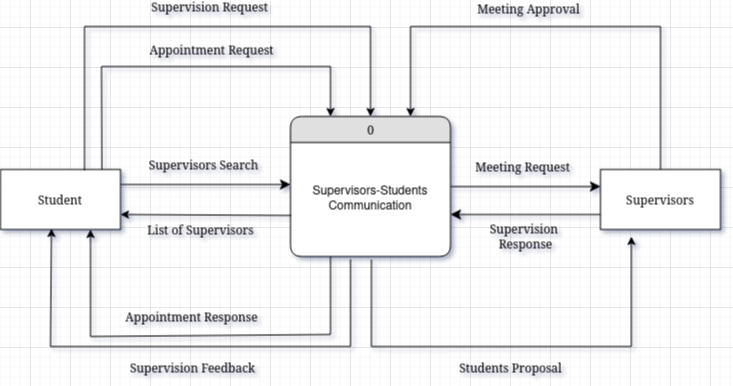 Supervision Request
Meeting Approval
Appointment Request
0
Supervisors Search
Meeting Request
Student
Supervisors-Students
Communication
Supervisors
List of Supervisors
Supervision
Response
Appointment Response
Supervision Feedback
Students Proposal